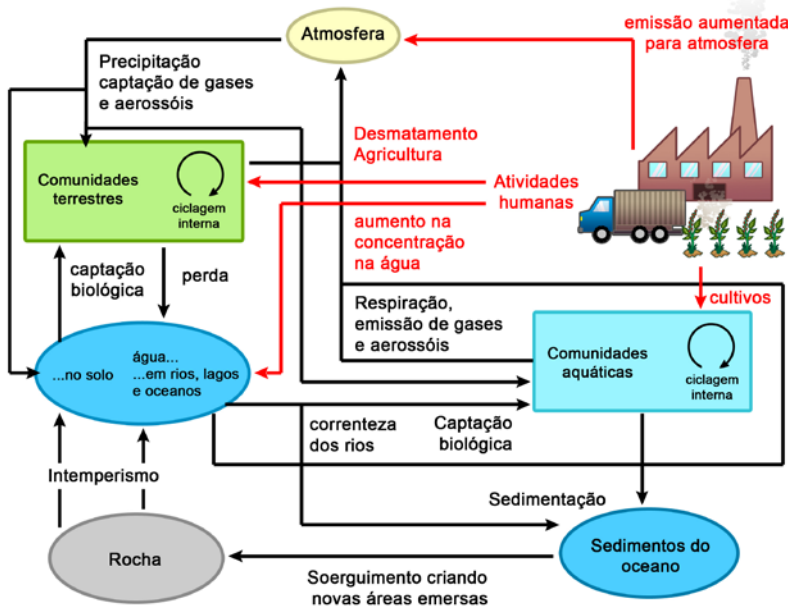 Atmosfera
emissão aumentada
para atmosfera
Precipitação
captação de gases
e aerossóis
Desmatamento
Agricultura
Comunidades
terrestres
ciclagem
interna
Atividades
humanas
aumento na
concentração
na água
captação
biológica
perda
cultivos
Respiração,
emissão de gases
e aerossóis
Comunidades
aquáticas
ciclagem
interna
...no solo
água...
...em rios, lagos
e oceanos
correnteza
dos rios
Captação
biológica
Intemperismo
Sedimentação
Rocha
Sedimentos do
oceano
Soerguimento criando
novas áreas emersas